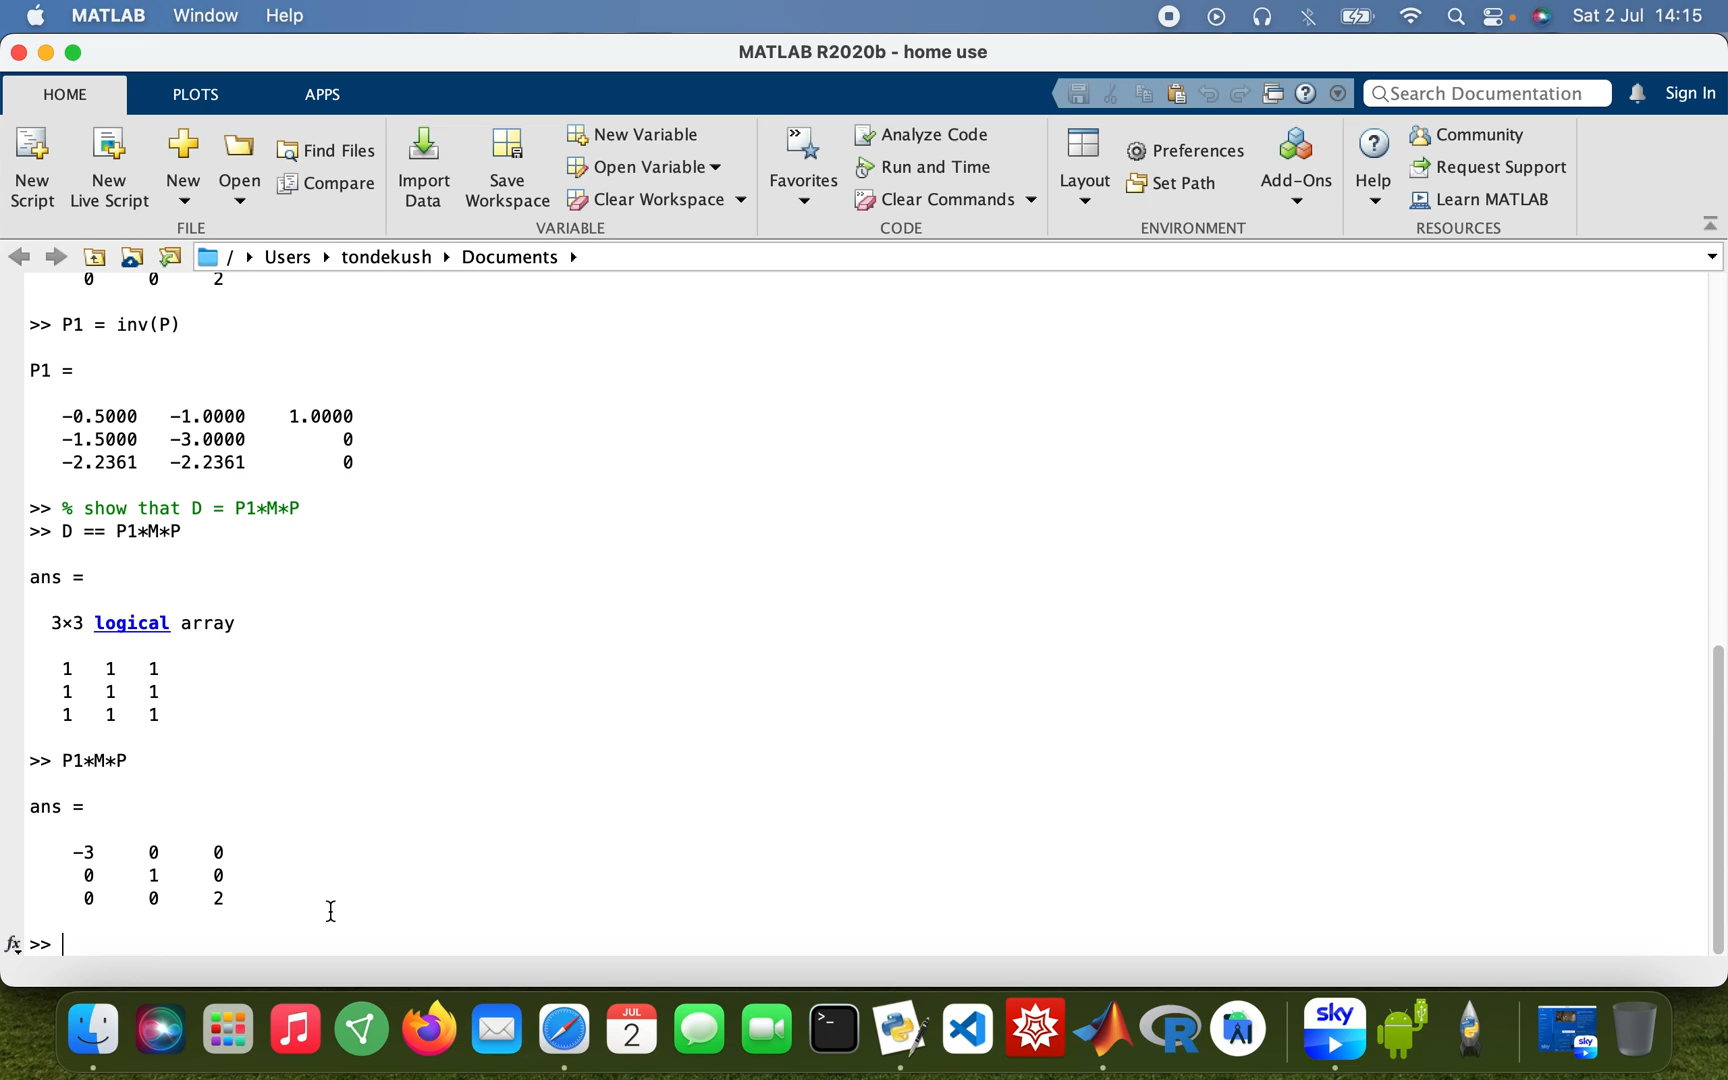 MATLAB Window Help Sat 2 Jul 14:15
MATLAB R2020b - home use
HOME PLOTS APPS Search Documentation Sign In
New Script
New Live Script
New
Open
Find Files
Compare
FILE
Import Data
Save Workspace
New Variable
Open Variable
Clear Workspace
VARIABLE
Favorites
Analyze Code
Run and Time
Clear Commands
CODE
Layout
Preferences
Set Path
Add-Ons
ENVIRONMENT
Help
Community
Request Support
Learn MATLAB
RESOURCES
/ Users tondekush Documents
0 0 2
>> P1 = inv(P)
P1 =
-0.5000 -1.0000 1.0000
-1.5000 -3.0000 0
-2.2361 -2.2361 0
>> % show that D = P1*M*P
>> D == P1*M*P
ans =
3×3 logical array
1 1 1
1 1 1
1 1 1
>> P1*M*P
ans =
-3 0 0
0 1 0
0 0 2
fx >>
JUL
2
>_
R
sky
sky